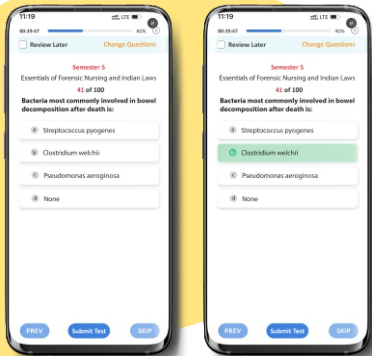 11:19
LTE
00:39:47
41%
Review Later
Change Questions
Semester 5
Essentials of Forensic Nursing and Indian Laws
41 of 100
Bacteria most commonly involved in bowel
decomposition after death is:
a Streptococcus pyogenes
b Clostridium welchii
c Pseudomonas aeroginosa
d None
PREV
Submit Test
SKIP
11:19
LTE
00:39:47
41%
Review Later
Change Questions
Semester 5
Essentials of Forensic Nursing and Indian Laws
41 of 100
Bacteria most commonly involved in bowel
decomposition after death is:
a Streptococcus pyogenes
b Clostridium welchii
c Pseudomonas aeroginosa
d None
PREV
Submit Test
SKIP